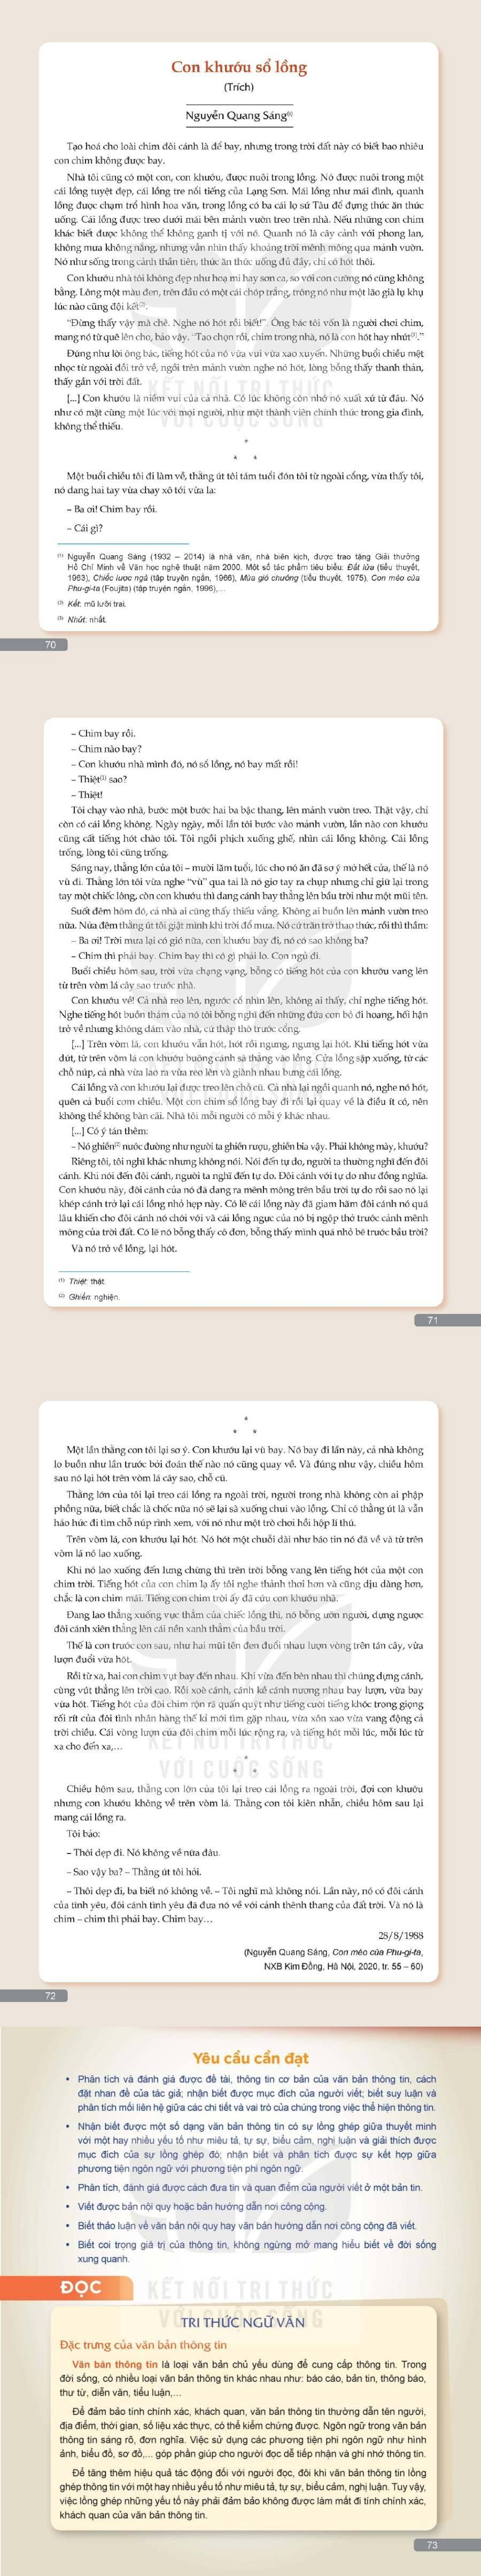 Con khướu sổ lồng
(Trích)
Nguyễn Quang Sáng(1)
Tạo hoá cho loài chim đôi cánh là để bay, nhưng trong trời đất này có biết bao nhiêu
con chim không được bay.
Nhà tôi cũng có một con, con khướu, được nuôi trong lồng. Nó được nuôi trong một
cái lồng tuyệt đẹp, cái lồng tre nổi tiếng của Lạng Sơn. Mái lồng như mái đình, quanh
lồng được chạm trổ hình hoa văn, trong lồng có ba cái lọ sứ Tàu để đựng thức ăn thức
uống. Cái lồng được treo dưới mái bên mảnh vườn treo trên nhà. Nếu những con chim
khác biết được không thể không ganh tị với nó. Quanh nó là cây cảnh với phong lan,
không mưa không nắng, nhưng vẫn nhìn thấy khoảng trời mênh mông qua mảnh vườn.
Nó như sống trong cảnh thần tiên, thức ăn thức uống đủ đầy, chỉ có hót thôi.
Con khướu nhà tôi không đẹp như hoạ mi hay sơn ca, so với con cưỡng nó cũng không
bằng. Lông một màu đen, trên đầu có một cái chóp trắng, trông nó như một lão già lụ khụ
lúc nào cũng đội kết(2).
"Đừng thấy vậy mà chê. Nghe nó hót rồi biết!". Ông bác tôi vốn là người chơi chim,
mang nó từ quê lên cho, bảo vậy. "Tao chọn rồi, chim trong nhà, nó là con hót hay nhứt(3)."
Đúng như lời ông bác, tiếng hót của nó vừa vui vừa xao xuyến. Những buổi chiều mệt
nhọc từ ngoài đời trở về, ngồi trên mảnh vườn nghe nó hót, lòng bỗng thấy thanh thản,
thấy gần với trời đất.
[...] Con khướu là niềm vui của cả nhà. Có lúc không còn nhớ nó xuất xứ từ đâu. Nó
như có mặt cùng một lúc với mọi người, như một thành viên chính thức trong gia đình,
không thể thiếu.
*
* *
Một buổi chiều tôi đi làm về, thằng út tôi tám tuổi đón tôi từ ngoài cổng, vừa thấy tôi,
nó dang hai tay vừa chạy xô tới vừa la:
– Ba ơi! Chim bay rồi.
– Cái gì?
(1) Nguyễn Quang Sáng (1932 – 2014) là nhà văn, nhà biên kịch, được trao tặng Giải thưởng
Hồ Chí Minh về Văn học nghệ thuật năm 2000. Một số tác phẩm tiêu biểu: Đất lửa (tiểu thuyết,
1963), Chiếc lược ngà (tập truyện ngắn, 1966), Mùa gió chướng (tiểu thuyết, 1975), Con mèo của
Phu-gi-ta (Foujita) (tập truyện ngắn, 1996),...
(2) Kết: mũ lưỡi trai.
(3) Nhứt: nhất.
70
– Chim bay rồi.
– Chim nào bay?
– Con khướu nhà mình đó, nó sổ lồng, nó bay mất rồi!
– Thiệt(1) sao?
– Thiệt!
Tôi chạy vào nhà, bước một bước hai ba bậc thang, lên mảnh vườn treo. Thật vậy, chỉ
còn có cái lồng không. Ngày ngày, mỗi lần tôi bước vào mảnh vườn, lần nào con khướu
cũng cất tiếng hót chào tôi. Tôi ngồi phịch xuống ghế, nhìn cái lồng không. Cái lồng
trống, lòng tôi cũng trống.
Sáng nay, thằng lớn của tôi – mười lăm tuổi, lúc cho nó ăn đã sơ ý mở hết cửa, thế là nó
vù đi. Thằng lớn tôi vừa nghe "vù" qua tai là nó giơ tay ra chụp nhưng chỉ giữ lại trong
tay một chiếc lông, còn con khướu thì dang cánh bay thẳng lên bầu trời như một mũi tên.
Suốt đêm hôm đó, cả nhà ai cũng thấy thiếu vắng. Không ai buồn lên mảnh vườn treo
nữa. Nửa đêm thằng út tôi giật mình khi trời đổ mưa. Nó cứ trằn trở thao thức, rồi thì thầm:
– Ba ơi! Trời mưa lại có gió nữa, con khướu bay đi, nó có sao không ba?
– Chim thì phải bay. Chim bay thì có gì phải lo. Con ngủ đi.
Buổi chiều hôm sau, trời vừa chạng vạng, bỗng có tiếng hót của con khướu vang lên
từ trên vòm lá cây sao trước nhà.
Con khướu về! Cả nhà reo lên, ngước cổ nhìn lên, không ai thấy, chỉ nghe tiếng hót.
Nghe tiếng hót buồn thảm của nó tôi bỗng nghĩ đến những đứa con bỏ đi hoang, hối hận
trở về nhưng không dám vào nhà, cứ thập thò trước cổng.
[...] Trên vòm lá, con khướu vẫn hót, hót rồi ngưng, ngưng lại hót. Khi tiếng hót vừa
dứt, từ trên vòm lá con khướu buông cánh sà thẳng vào lồng. Cửa lồng sập xuống, từ các
chỗ núp, cả nhà vừa lao ra vừa reo lên và giành nhau bưng cái lồng.
Cái lồng và con khướu lại được treo lên chỗ cũ. Cả nhà lại ngồi quanh nó, nghe nó hót,
quên cả buổi cơm chiều. Một con chim sổ lồng bay đi rồi lại quay về là điều ít có, nên
không thể không bàn cãi. Nhà tôi mỗi người có mỗi ý khác nhau.
[...] Có ý tán thêm:
– Nó ghiền(2) nước đường như người ta ghiền rượu, ghiền bia vậy. Phải không mày, khướu?
Riêng tôi, tôi nghĩ khác nhưng không nói. Nói đến tự do, người ta thường nghĩ đến đôi
cánh. Khi nói đến đôi cánh, người ta nghĩ đến tự do. Đôi cánh với tự do như đồng nghĩa.
Con khướu này, đôi cánh của nó đã dang ra mênh mông trên bầu trời tự do rồi sao nó lại
khép cánh trở lại cái lồng nhỏ hẹp này. Có lẽ cái lồng này đã giam hãm đôi cánh nó quá
lâu khiến cho đôi cánh nó chới với và cái lồng ngực của nó bị ngộp thở trước cảnh mênh
mông của trời đất. Có lẽ nó bỗng thấy cô đơn, bỗng thấy mình quá nhỏ bé trước bầu trời?
Và nó trở về lồng, lại hót.
(1) Thiệt: thật.
(2) Ghiền: nghiện.
71
*
* *
Một lần thằng con tôi lại sơ ý. Con khướu lại vù bay. Nó bay đi lần này, cả nhà không
lo buồn như lần trước bởi đoán thế nào nó cũng quay về. Và đúng như vậy, chiều hôm
sau nó lại hót trên vòm lá cây sao, chỗ cũ.
Thằng lớn của tôi lại treo cái lồng ra ngoài trời, người trong nhà không còn ai phập
phồng nữa, biết chắc là chốc nữa nó sẽ lại sà xuống chui vào lồng. Chỉ có thằng út là vẫn
háo hức đi tìm chỗ núp rình xem, với nó như một trò chơi hồi hộp lí thú.
Trên vòm lá, con khướu lại hót. Nó hót một chuỗi dài như báo tin nó đã về và từ trên
vòm lá nó lao xuống.
Khi nó lao xuống đến lưng chừng thì trên trời bỗng vang lên tiếng hót của một con
chim trời. Tiếng hót của con chim lạ ấy tôi nghe thành thơi hơn và cũng dịu dàng hơn,
chắc là con chim mái. Tiếng con chim trời ấy đã cứu con khướu nhà.
Đang lao thẳng xuống vực thẳm của chiếc lồng thì, nó bỗng ưỡn người, dựng ngược
đôi cánh xiên thẳng lên cái nền xanh thẳm của bầu trời.
Thế là con trước con sau, như hai mũi tên đen đuổi nhau lượn vòng trên tán cây, vừa
lượn đuổi vừa hót.
Rồi từ xa, hai con chim vụt bay đến nhau. Khi vừa đến bên nhau thì chúng dựng cánh,
cùng vút thẳng lên trời cao. Rồi xoè cánh, cánh kề cánh nương nhau bay lượn, vừa bay
vừa hót. Tiếng hót của đôi chim rộn rã quấn quýt như tiếng cười tiếng khóc trong giọng
rối rít của đôi tình nhân hàng thế kỉ mới tìm gặp nhau, vừa xôn xao vừa vang động cả
trời chiều. Cái vòng lượn của đôi chim mỗi lúc rộng ra, và tiếng hót mỗi lúc, mỗi lúc từ
xa cho đến xa,...
*
* *
Chiều hôm sau, thằng con lớn của tôi lại treo cái lồng ra ngoài trời, đợi con khướu
nhưng con khướu không về trên vòm lá. Thằng con tôi kiên nhẫn, chiều hôm sau lại
mang cái lồng ra.
Tôi bảo:
– Thôi dẹp đi. Nó không về nữa đâu.
– Sao vậy ba? – Thằng út tôi hỏi.
– Thôi dẹp đi, ba biết nó không về. – Tôi nghĩ mà không nói. Lần này, nó có đôi cánh
của tình yêu, đôi cánh tình yêu đã đưa nó về với cảnh thênh thang của đất trời. Và nó là
chim – chim thì phải bay. Chim bay...
28/8/1988
(Nguyễn Quang Sáng, Con mèo của Phu-gi-ta,
NXB Kim Đồng, Hà Nội, 2020, tr. 55 – 60)
72
Yêu cầu cần đạt
• Phân tích và đánh giá được đề tài, thông tin cơ bản của văn bản thông tin, cách
đặt nhan đề của tác giả; nhận biết được mục đích của người viết; biết suy luận và
phân tích mối liên hệ giữa các chi tiết và vai trò của chúng trong việc thể hiện thông tin.
• Nhận biết được một số dạng văn bản thông tin có sự lồng ghép giữa thuyết minh
với một hay nhiều yếu tố như miêu tả, tự sự, biểu cảm, nghị luận và giải thích được
mục đích của sự lồng ghép đó; nhận biết và phân tích được sự kết hợp giữa
phương tiện ngôn ngữ với phương tiện phi ngôn ngữ.
• Phân tích, đánh giá được cách đưa tin và quan điểm của người viết ở một bản tin.
• Viết được bản nội quy hoặc bản hướng dẫn nơi công cộng.
• Biết thảo luận về văn bản nội quy hay văn bản hướng dẫn nơi công cộng đã viết.
• Biết coi trọng giá trị của thông tin, không ngừng mở mang hiểu biết về đời sống
xung quanh.
ĐỌC
TRI THỨC NGỮ VĂN
Đặc trưng của văn bản thông tin
Văn bản thông tin là loại văn bản chủ yếu dùng để cung cấp thông tin. Trong
đời sống, có nhiều loại văn bản thông tin khác nhau như: báo cáo, bản tin, thông báo,
thư từ, diễn văn, tiểu luận,...
Để đảm bảo tính chính xác, khách quan, văn bản thông tin thường dẫn tên người,
địa điểm, thời gian, số liệu xác thực, có thể kiểm chứng được. Ngôn ngữ trong văn bản
thông tin sáng rõ, đơn nghĩa. Việc sử dụng các phương tiện phi ngôn ngữ như hình
ảnh, biểu đồ, sơ đồ,... góp phần giúp cho người đọc dễ tiếp nhận và ghi nhớ thông tin.
Để tăng thêm hiệu quả tác động đối với người đọc, đôi khi văn bản thông tin lồng
ghép thông tin với một hay nhiều yếu tố như miêu tả, tự sự, biểu cảm, nghị luận. Tuy vậy,
việc lồng ghép những yếu tố này phải đảm bảo không được làm mất đi tính chính xác,
khách quan của văn bản thông tin.
73
KẾT NỐI TRI THỨC
VỚI CUỘC SỐNG